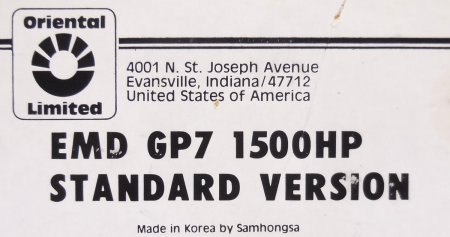 Oriental
Limited
4001 N. St. Joseph Avenue
Evansville, Indiana/47712
United States of America
EMD GP7 1500HP
STANDARD VERSION
Made in Korea by Samhongsa